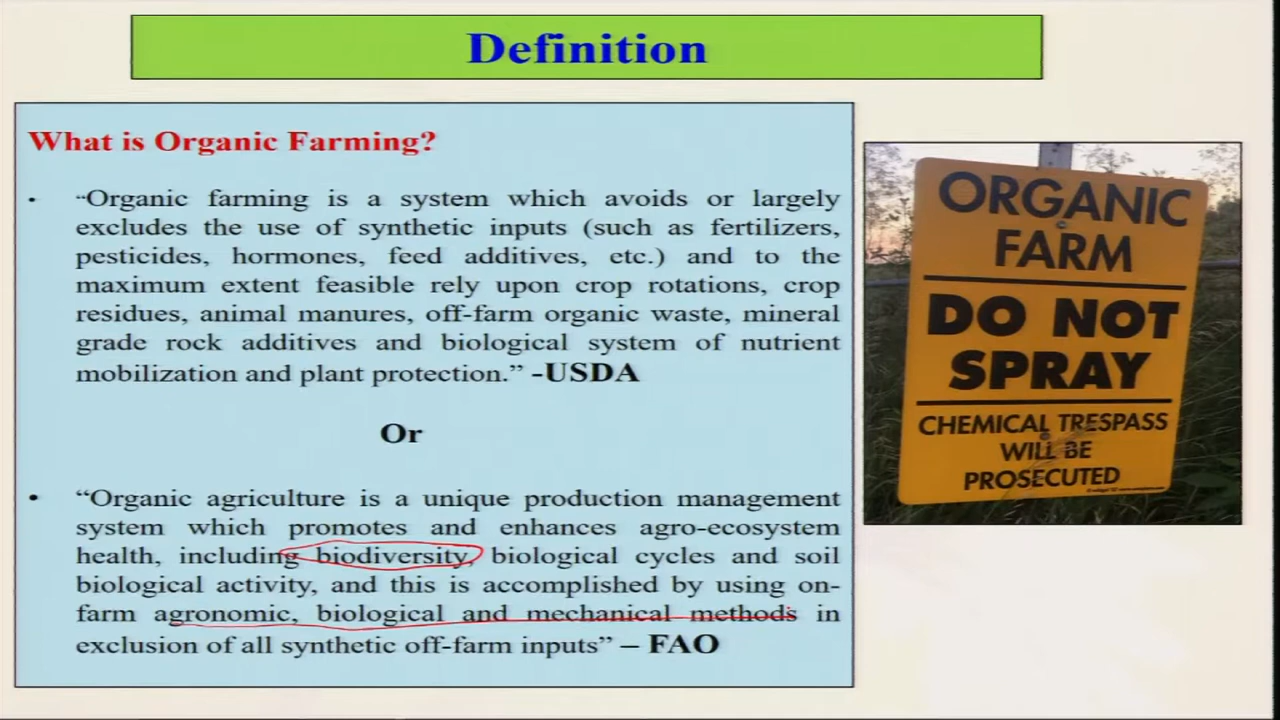 Definition
What is Organic Farming?
• “Organic farming is a system which avoids or largely
excludes the use of synthetic inputs (such as fertilizers,
pesticides, hormones, feed additives, etc.) and to the
maximum extent feasible rely upon crop rotations, crop
residues, animal manures, off-farm organic waste, mineral
grade rock additives and biological system of nutrient
mobilization and plant protection.” -USDA
Or
• “Organic agriculture is a unique production management
system which promotes and enhances agro-ecosystem
health, including biodiversity, biological cycles and soil
biological activity, and this is accomplished by using on-
farm agronomic, biological and mechanical methods in
exclusion of all synthetic off-farm inputs” – FAO
ORGANIC
FARM
DO NOT
SPRAY
CHEMICAL TRESPASS
WILL BE
PROSECUTED